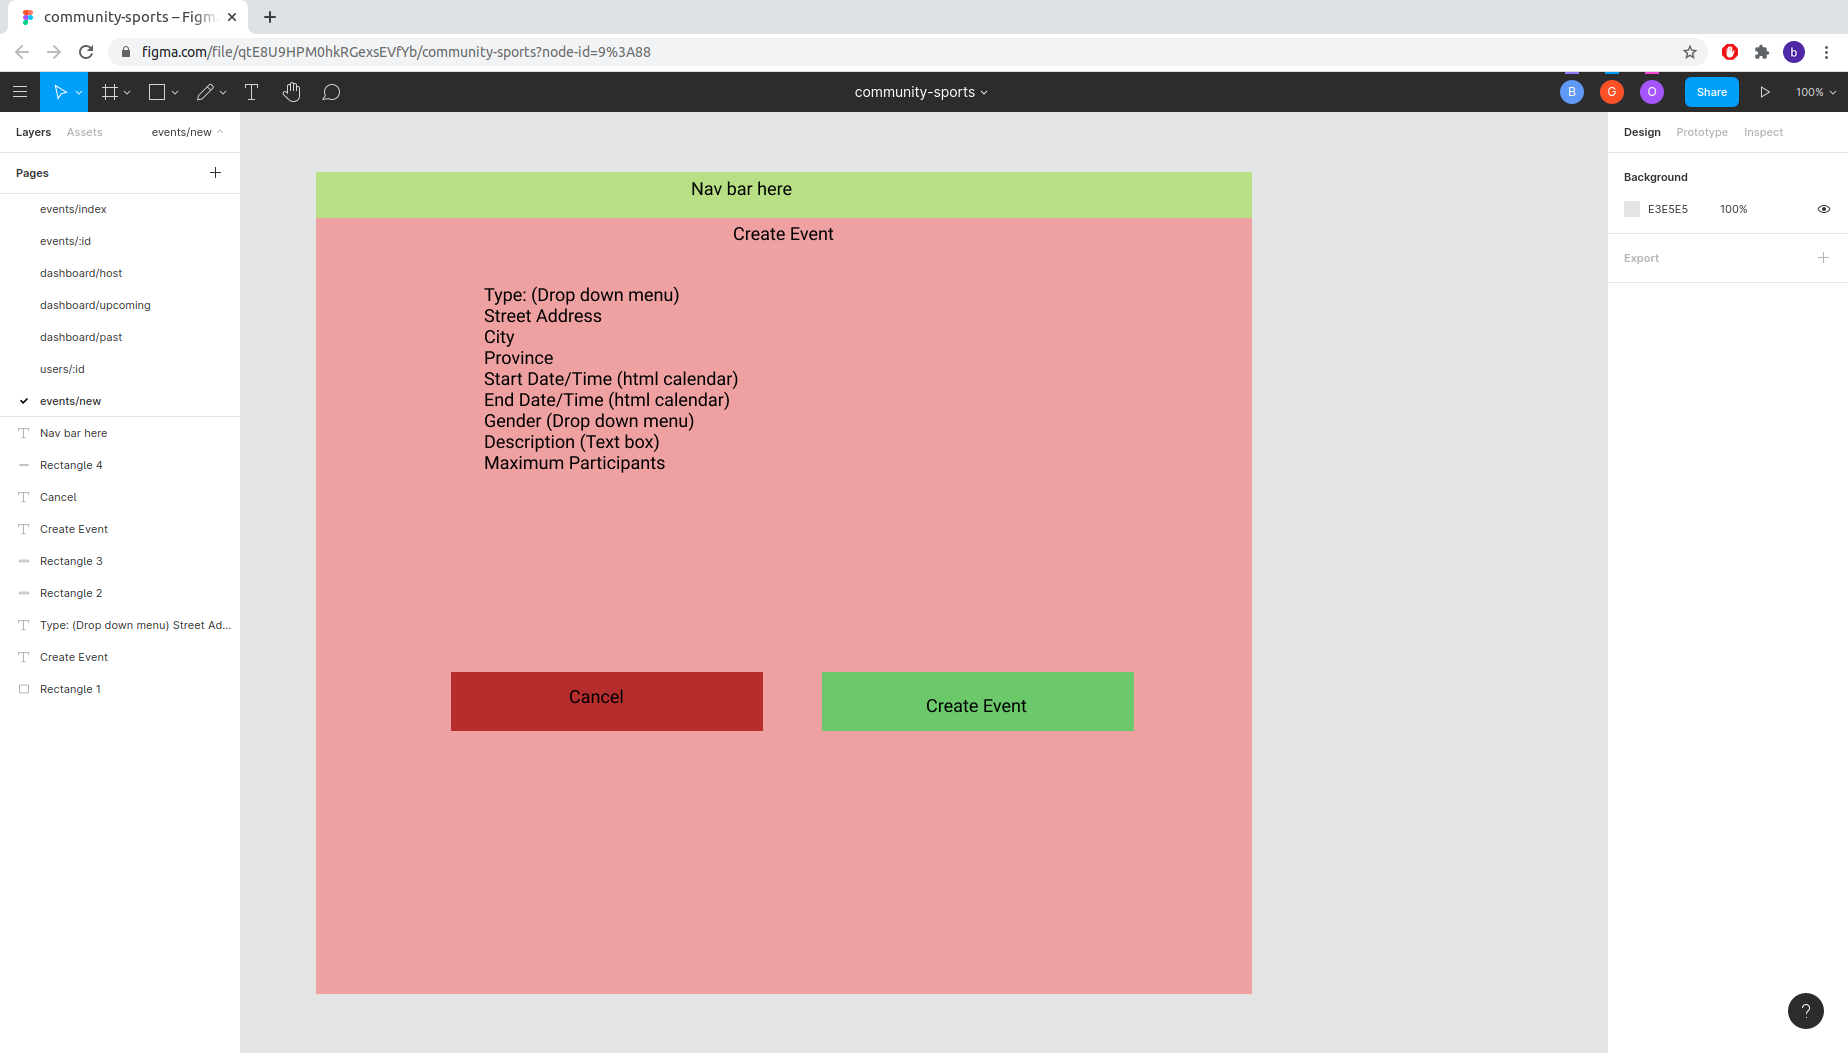 community-sports – Figm
figma.com/file/qtE8U9HPM0hkRGexsEVfYb/community-sports?node-id=9%3A88
b
community-sports
B G O
Share
100%
Layers Assets events/new
Pages
events/index
events/:id
dashboard/host
dashboard/upcoming
dashboard/past
users/:id
events/new
Nav bar here
Rectangle 4
Cancel
Create Event
Rectangle 3
Rectangle 2
Type: (Drop down menu) Street Ad...
Create Event
Rectangle 1
Nav bar here
Create Event
Type: (Drop down menu)
Street Address
City
Province
Start Date/Time (html calendar)
End Date/Time (html calendar)
Gender (Drop down menu)
Description (Text box)
Maximum Participants
Cancel
Create Event
Design Prototype Inspect
Background
E3E5E5 100%
Export
?